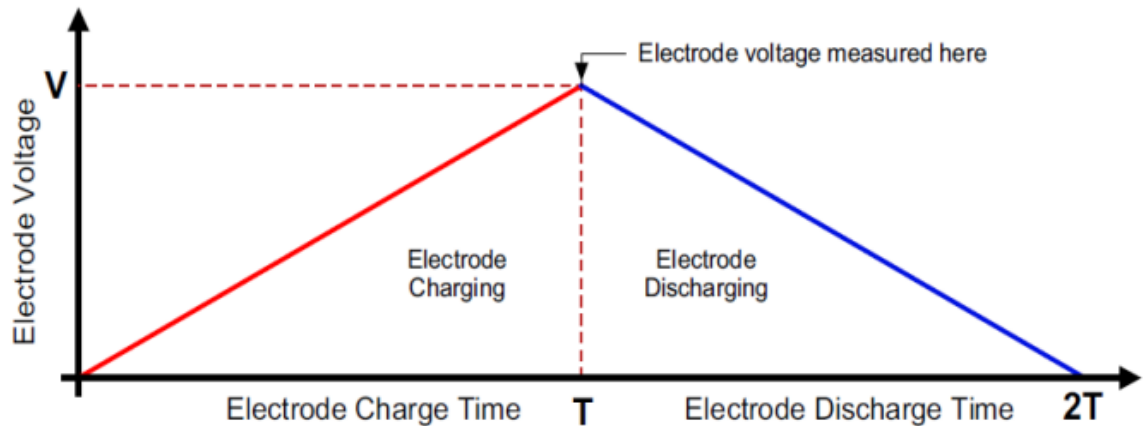 Electrode voltage measured here
V
Electrode Voltage
Electrode
Charging
Electrode
Discharging
Electrode Charge Time
T
Electrode Discharge Time
2T